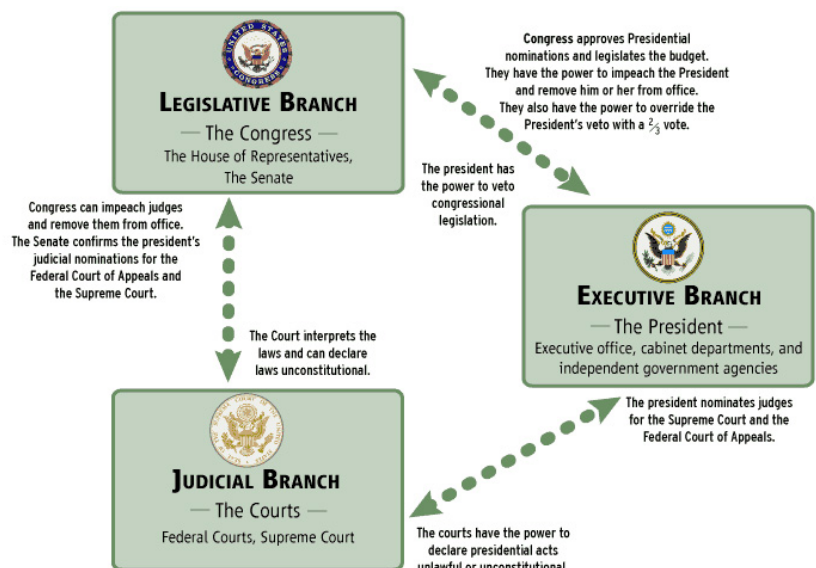 UNITED STATES
CONGRESS
LEGISLATIVE BRANCH
— The Congress —
The House of Representatives,
The Senate
Congress approves Presidential
nominations and legislates the budget.
They have the power to impeach the President
and remove him or her from office.
They also have the power to override the
President's veto with a ⅔ vote.
The president has
the power to veto
congressional
legislation.
Congress can impeach judges
and remove them from office.
The Senate confirms the president's
judicial nominations for the
Federal Court of Appeals and
the Supreme Court.
EXECUTIVE BRANCH
— The President —
Executive office, cabinet departments, and
independent government agencies
The Court interprets the
laws and can declare
laws unconstitutional.
The president nominates judges
for the Supreme Court and the
Federal Court of Appeals.
JUDICIAL BRANCH
— The Courts —
Federal Courts, Supreme Court
The courts have the power to
declare presidential acts
unlawful or unconstitutional.